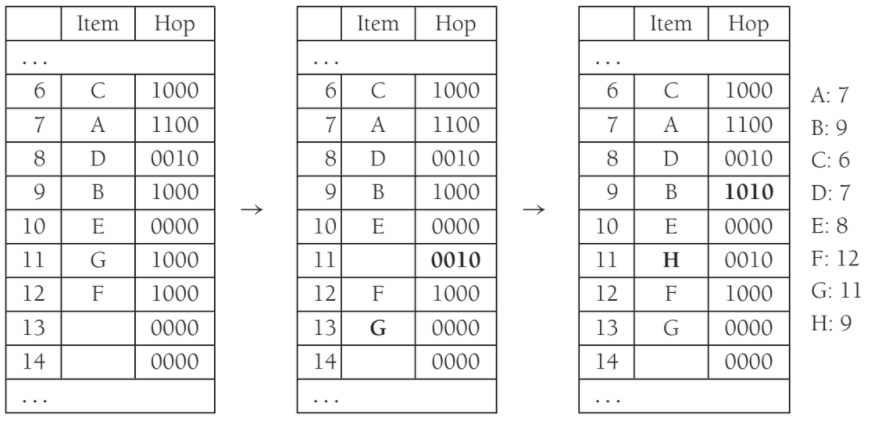 Item Hop Item Hop Item Hop
... ... ...
6 C 1000 6 C 1000 6 C 1000 A: 7
7 A 1100 7 A 1100 7 A 1100 B: 9
8 D 0010 8 D 0010 8 D 0010 C: 6
9 B 1000 9 B 1000 9 B 1010 D: 7
10 E 0000 → 10 E 0000 → 10 E 0000 E: 8
11 G 1000 11 0010 11 H 0010 F: 12
12 F 1000 12 F 1000 12 F 1000 G: 11
13 0000 13 G 0000 13 G 0000 H: 9
14 0000 14 0000 14 0000
... ... ...